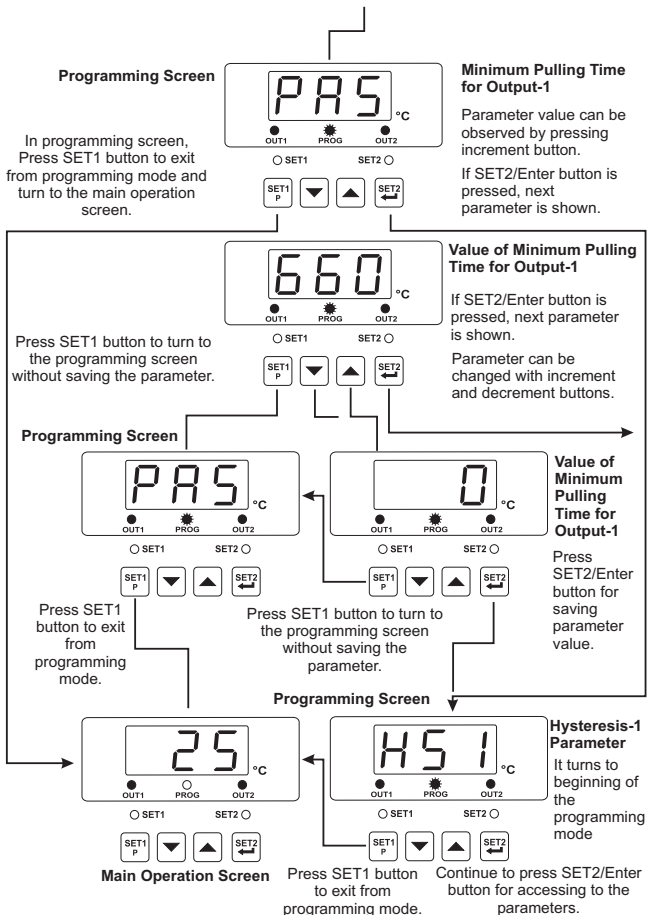 Programming Screen
PAS
°C
OUT1 PROG OUT2
SET1 SET2
SET1 P SET2
Minimum Pulling Time
for Output-1
Parameter value can be
observed by pressing
increment button.
If SET2/Enter button is
pressed, next
parameter is shown.
In programming screen,
Press SET1 button to exit
from programming mode and
turn to the main operation
screen.
660
°C
OUT1 PROG OUT2
SET1 SET2
SET1 P SET2
Value of Minimum Pulling
Time for Output-1
If SET2/Enter button is
pressed, next parameter
is shown.
Parameter can be
changed with increment
and decrement buttons.
Press SET1 button to turn to
the programming screen
without saving the parameter.
Programming Screen
PAS
°C
OUT1 PROG OUT2
SET1 SET2
SET1 P SET2
Press SET1
button to exit
from
programming
mode.
0
°C
OUT1 PROG OUT2
SET1 SET2
SET1 P SET2
Value of
Minimum
Pulling
Time for
Output-1
Press
SET2/Enter
button for
saving
parameter
value.
Press SET1 button to turn to
the programming screen
without saving the
parameter.
25
°C
OUT1 PROG OUT2
SET1 SET2
SET1 P SET2
Main Operation Screen
Programming Screen
HS1
°C
OUT1 PROG OUT2
SET1 SET2
SET1 P SET2
Hysteresis-1
Parameter
It turns to
beginning of
the
programming
mode
Press SET1 button
to exit from
programming mode.
Continue to press SET2/Enter
button for accessing to the
parameters.